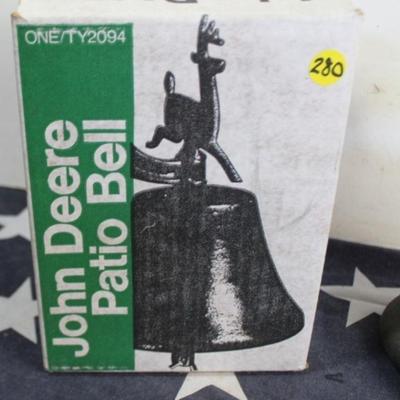 ONE/TY2094
280
John Deere
Patio Bell